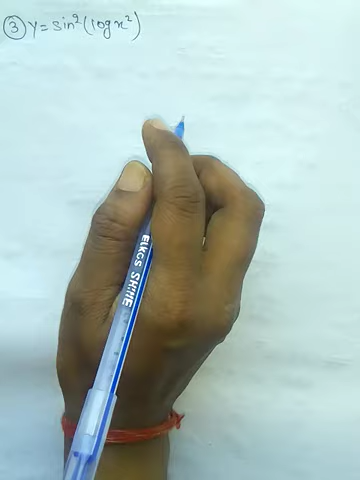 ③ y = sin²(log x²)
ELKOS SHINE